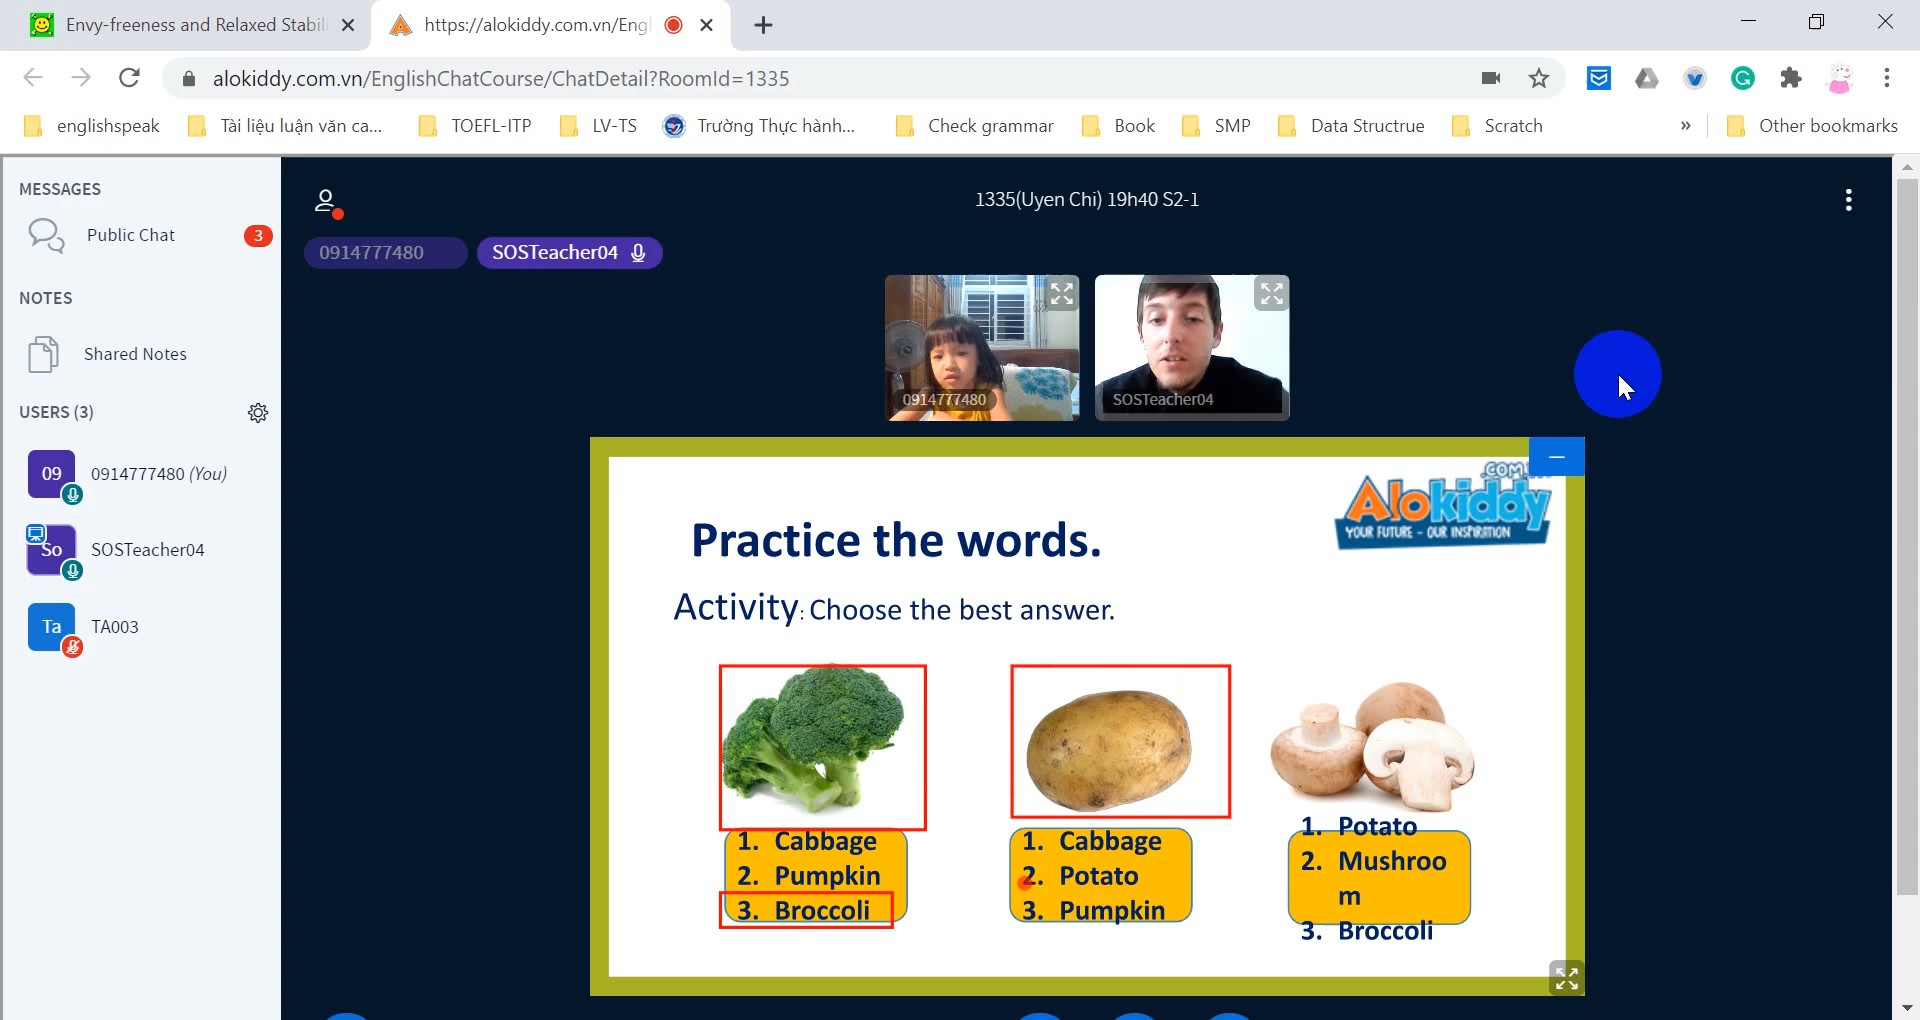 Envy-freeness and Relaxed Stabili
https://alokiddy.com.vn/Engl
alokiddy.com.vn/EnglishChatCourse/ChatDetail?RoomId=1335
englishspeak
Tài liệu luận văn ca...
TOEFL-ITP
LV-TS
Trường Thực hành...
Check grammar
Book
SMP
Data Structrue
Scratch
»
Other bookmarks
MESSAGES
Public Chat
3
NOTES
Shared Notes
USERS (3)
09
0914777480 (You)
So
SOSTeacher04
Ta
TA003
1335(Uyen Chi) 19h40 S2-1
0914777480
SOSTeacher04
0914777480
SOSTeacher04
Alokiddy
YOUR FUTURE - OUR INSPIRATION
Practice the words.
Activity: Choose the best answer.
1. Cabbage
2. Pumpkin
3. Broccoli
1. Cabbage
2. Potato
3. Pumpkin
1. Potato
2. Mushroo
m
3. Broccoli